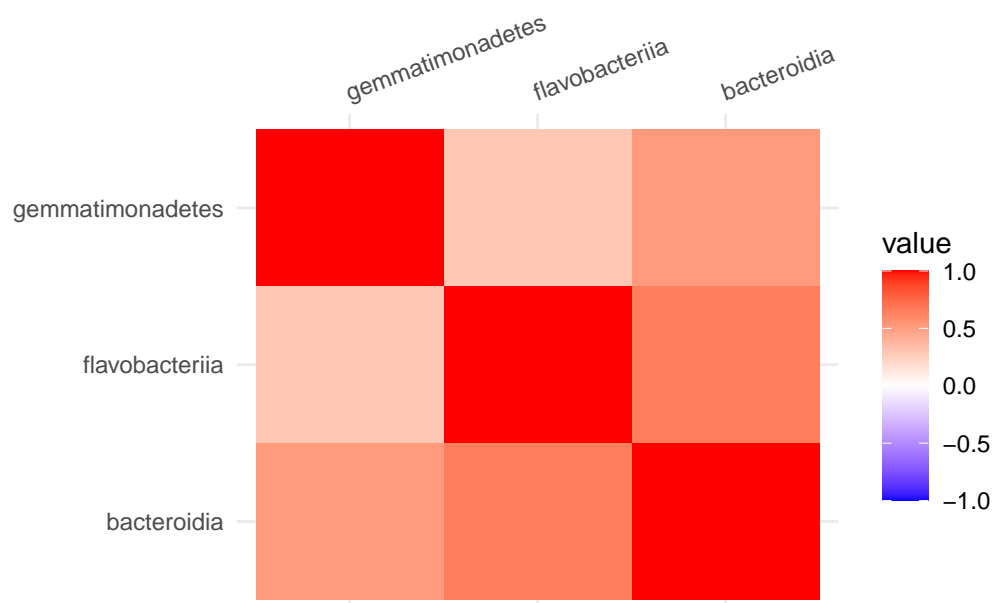 gemmatimonadetes
flavobacteriia
bacteroidia
gemmatimonadetes
flavobacteriia
bacteroidia
value
1.0
0.5
0.0
−0.5
−1.0